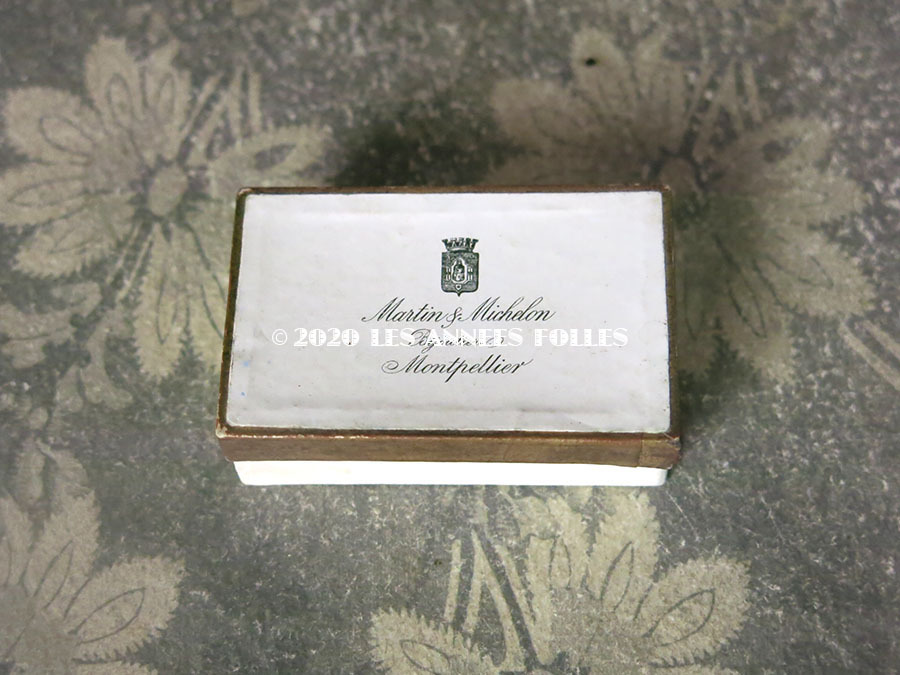 Martin & Michelon
© 2020 LES ANNEES FOLLES
Montpellier